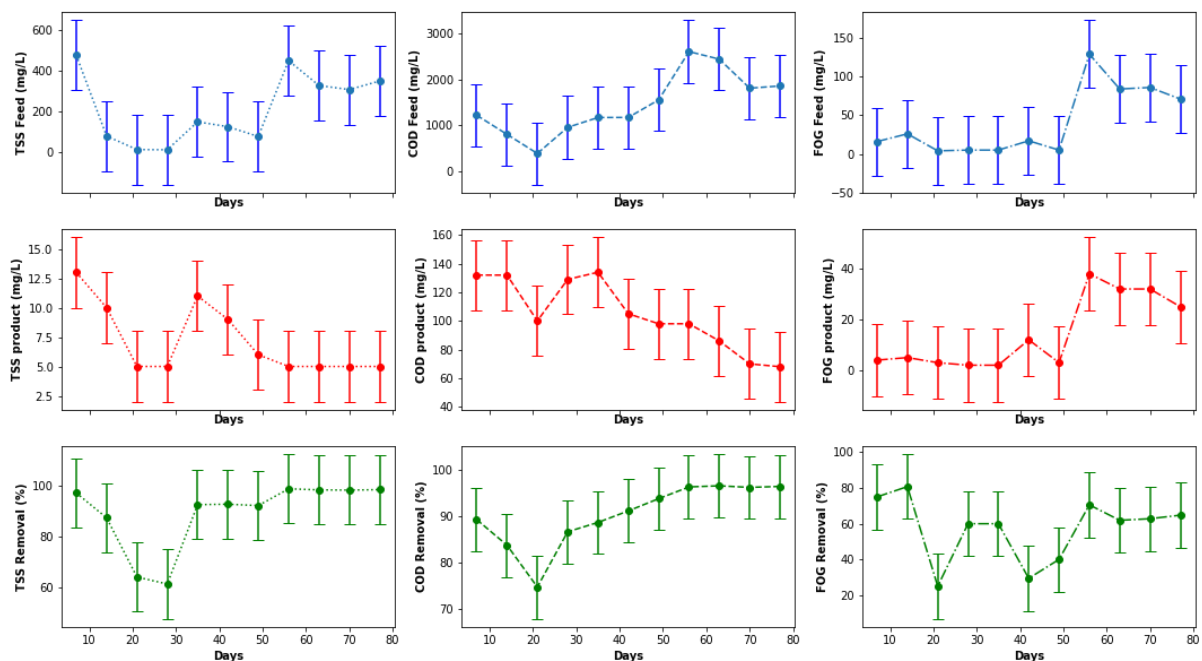 TSS Feed (mg/L)
600
400
200
0
Days
COD Feed (mg/L)
3000
2000
1000
0
Days
FOG Feed (mg/L)
150
100
50
0
−50
Days
TSS product (mg/L)
15.0
12.5
10.0
7.5
5.0
2.5
Days
COD product (mg/L)
160
140
120
100
80
60
40
Days
FOG product (mg/L)
40
20
0
Days
TSS Removal (%)
100
80
60
10 20 30 40 50 60 70 80
Days
COD Removal (%)
100
90
80
70
10 20 30 40 50 60 70 80
Days
FOG Removal (%)
100
80
60
40
20
10 20 30 40 50 60 70 80
Days